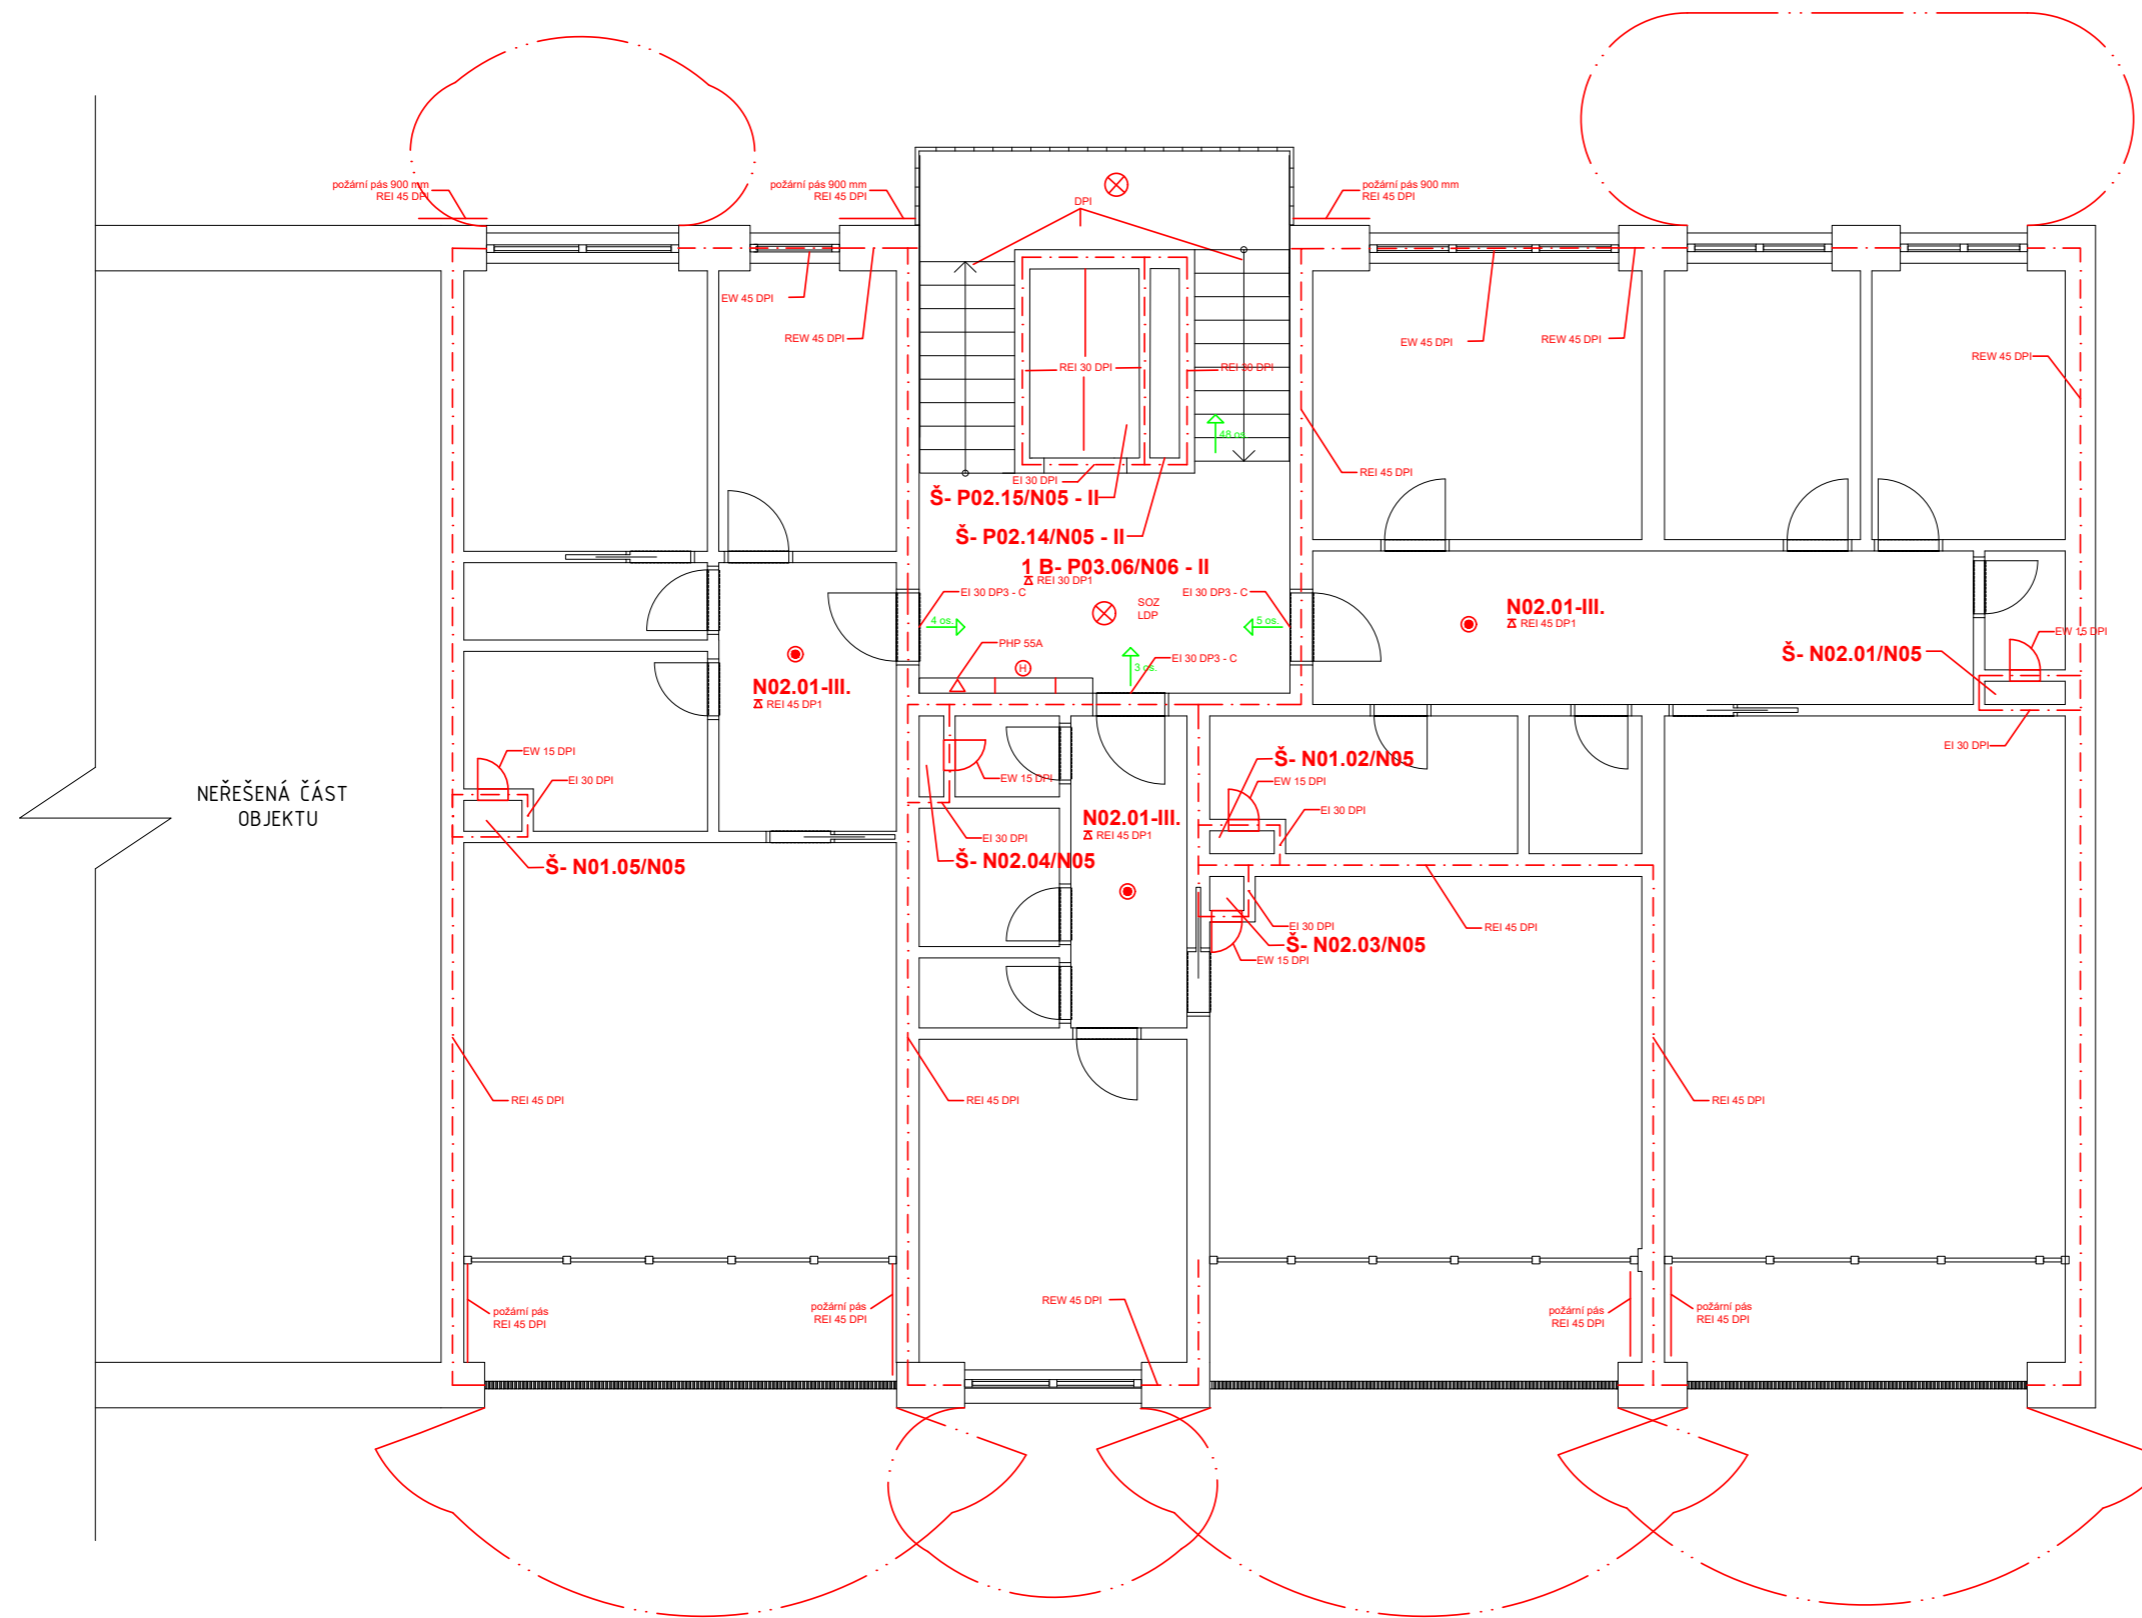 požární pás 900 mm
REI 45 DPI
požární pás 900 mm
REI 45 DPI
DPI
požární pás 900 mm
REI 45 DPI
EW 45 DPI
REW 45 DPI
REI 30 DPI
REI 30 DPI
EW 45 DPI
REW 45 DPI
REW 45 DPI
48 os.
REI 45 DPI
EI 30 DPI
Š- P02.15/N05 - II
Š- P02.14/N05 - II
1 B- P03.06/N06 - II
REI 30 DP1
EI 30 DP3 - C
SOZ
LDP
EI 30 DP3 - C
4 os.
5 os.
PHP 55A
H
3 os.
EI 30 DP3 - C
N02.01-III.
REI 45 DP1
N02.01-III.
REI 45 DP1
EW 15 DPI
Š- N02.01/N05
EI 30 DPI
EW 15 DPI
EI 30 DPI
Š- N01.05/N05
NEŘEŠENÁ ČÁST
OBJEKTU
EW 15 DPI
EI 30 DPI
Š- N02.04/N05
N02.01-III.
REI 45 DP1
Š- N01.02/N05
EW 15 DPI
EI 30 DPI
EI 30 DPI
Š- N02.03/N05
EW 15 DPI
REI 45 DPI
REI 45 DPI
REI 45 DPI
REI 45 DPI
požární pás
REI 45 DPI
požární pás
REI 45 DPI
REW 45 DPI
požární pás
REI 45 DPI
požární pás
REI 45 DPI